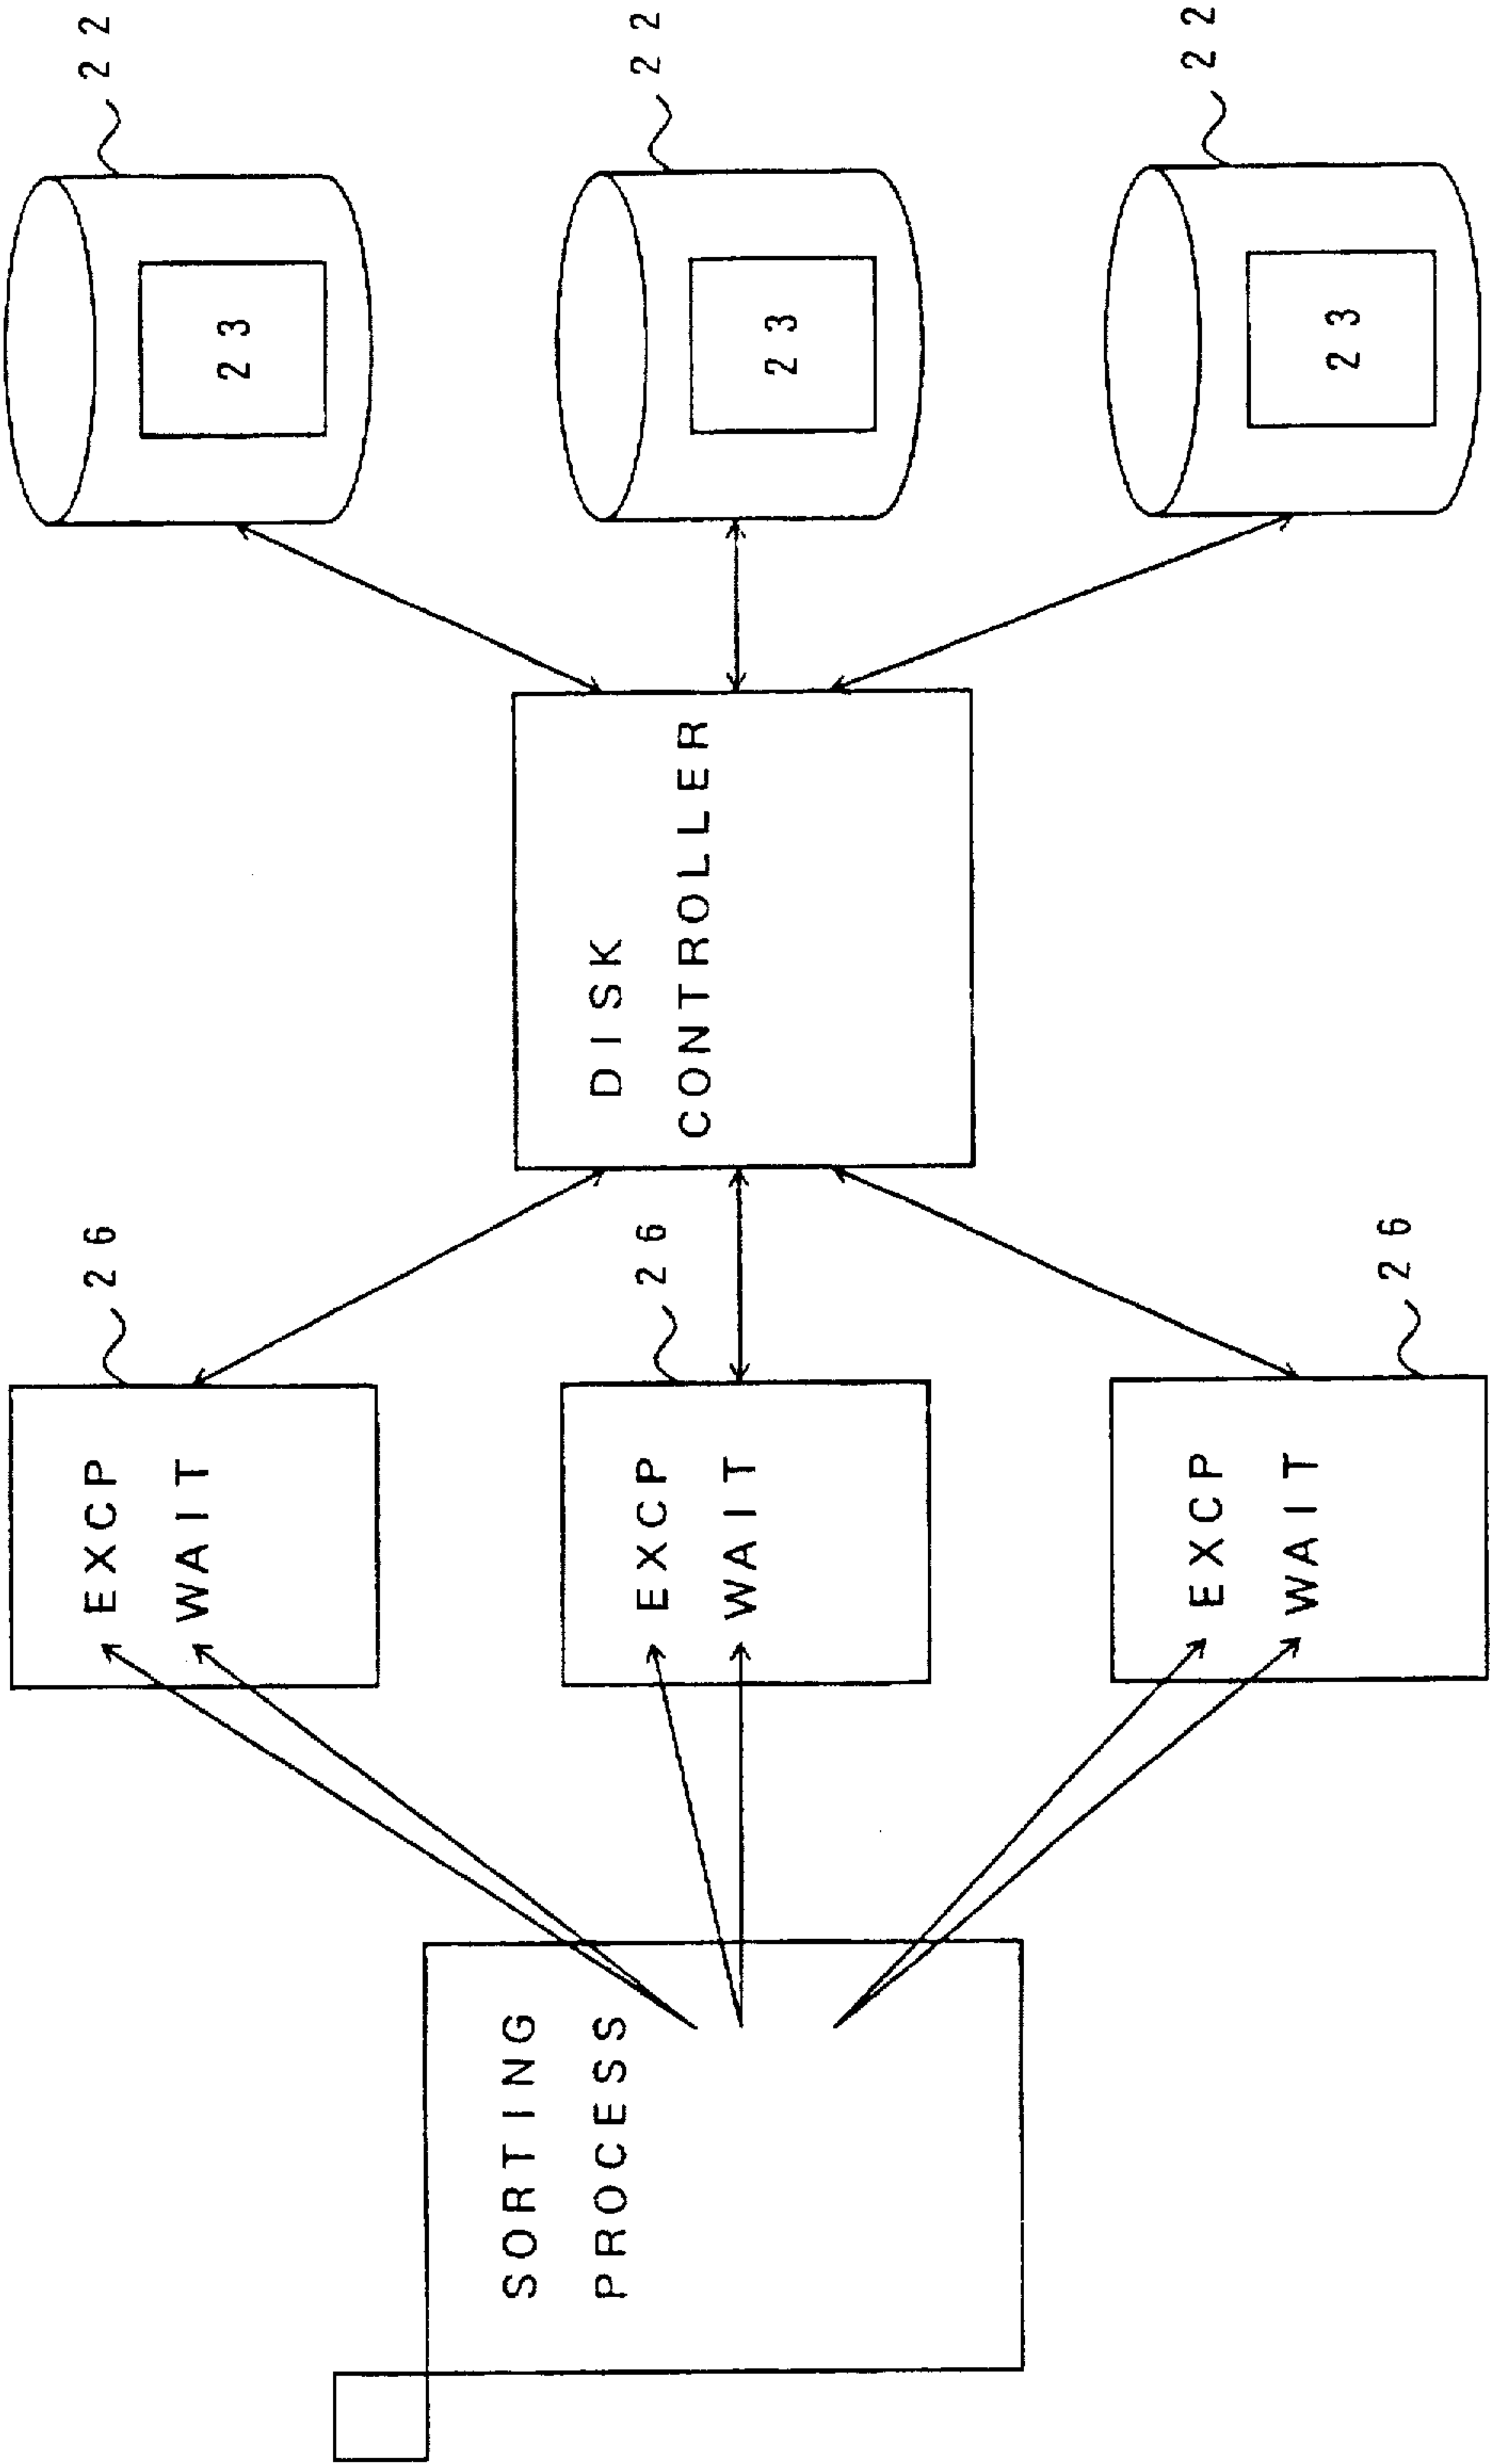 22
22
22
23
23
23
DISK
CONTROLLER
26
26
26
EXCP
WAIT
EXCP
WAIT
EXCP
WAIT
SORTING
PROCESS